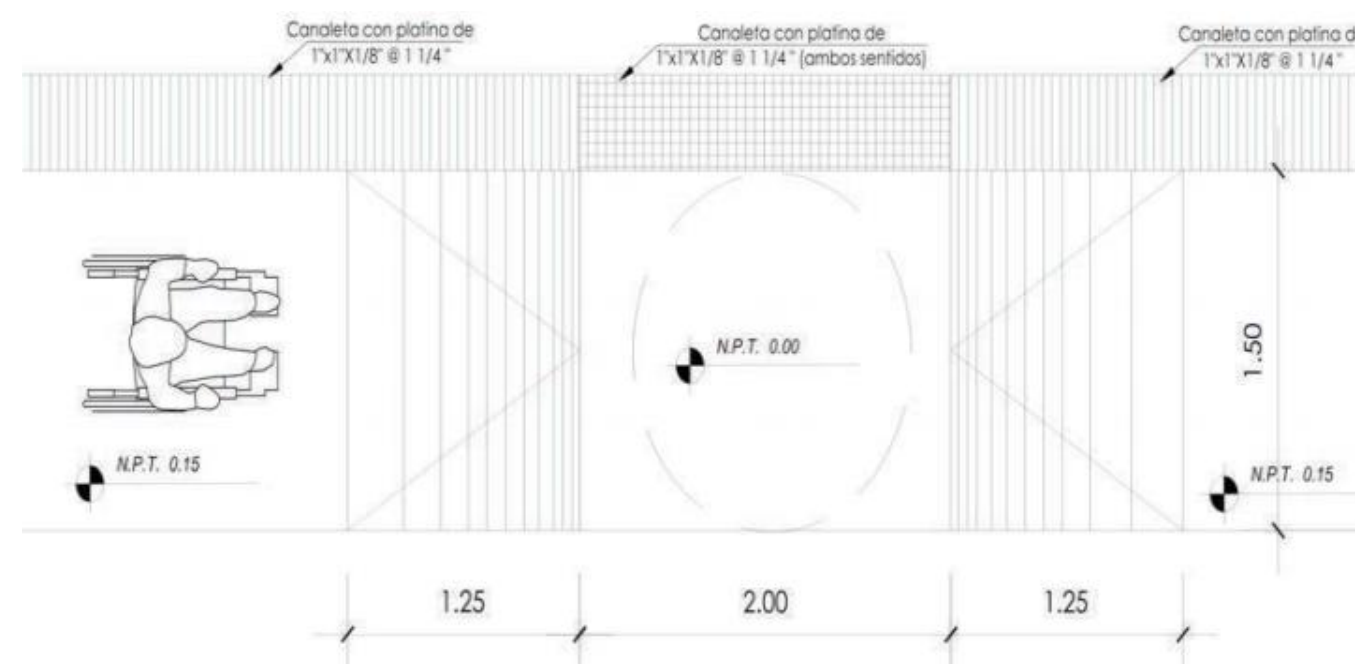 Canaleta con platina de
1"x1"X1/8" @ 1 1/4 "
Canaleta con platina de
1"x1"X1/8" @ 1 1/4 " (ambos sentidos)
Canaleta con platina d
1"x1"X1/8" @ 1 1/4 "
N.P.T. 0.00
1.50
N.P.T. 0.15
N.P.T. 0.15
1.25
2.00
1.25